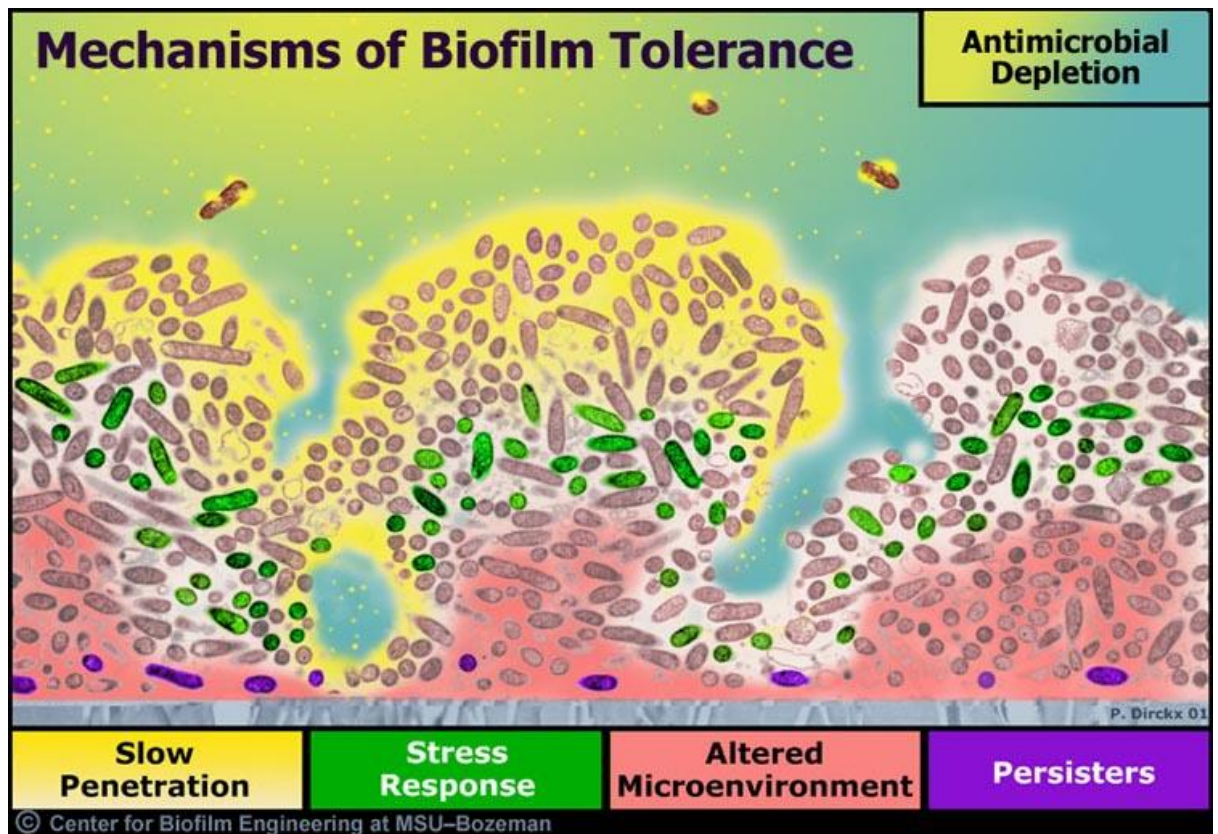 Mechanisms of Biofilm Tolerance
Antimicrobial
Depletion
P. Dirckx 01
Slow
Penetration
Stress
Response
Altered
Microenvironment
Persisters
© Center for Biofilm Engineering at MSU–Bozeman